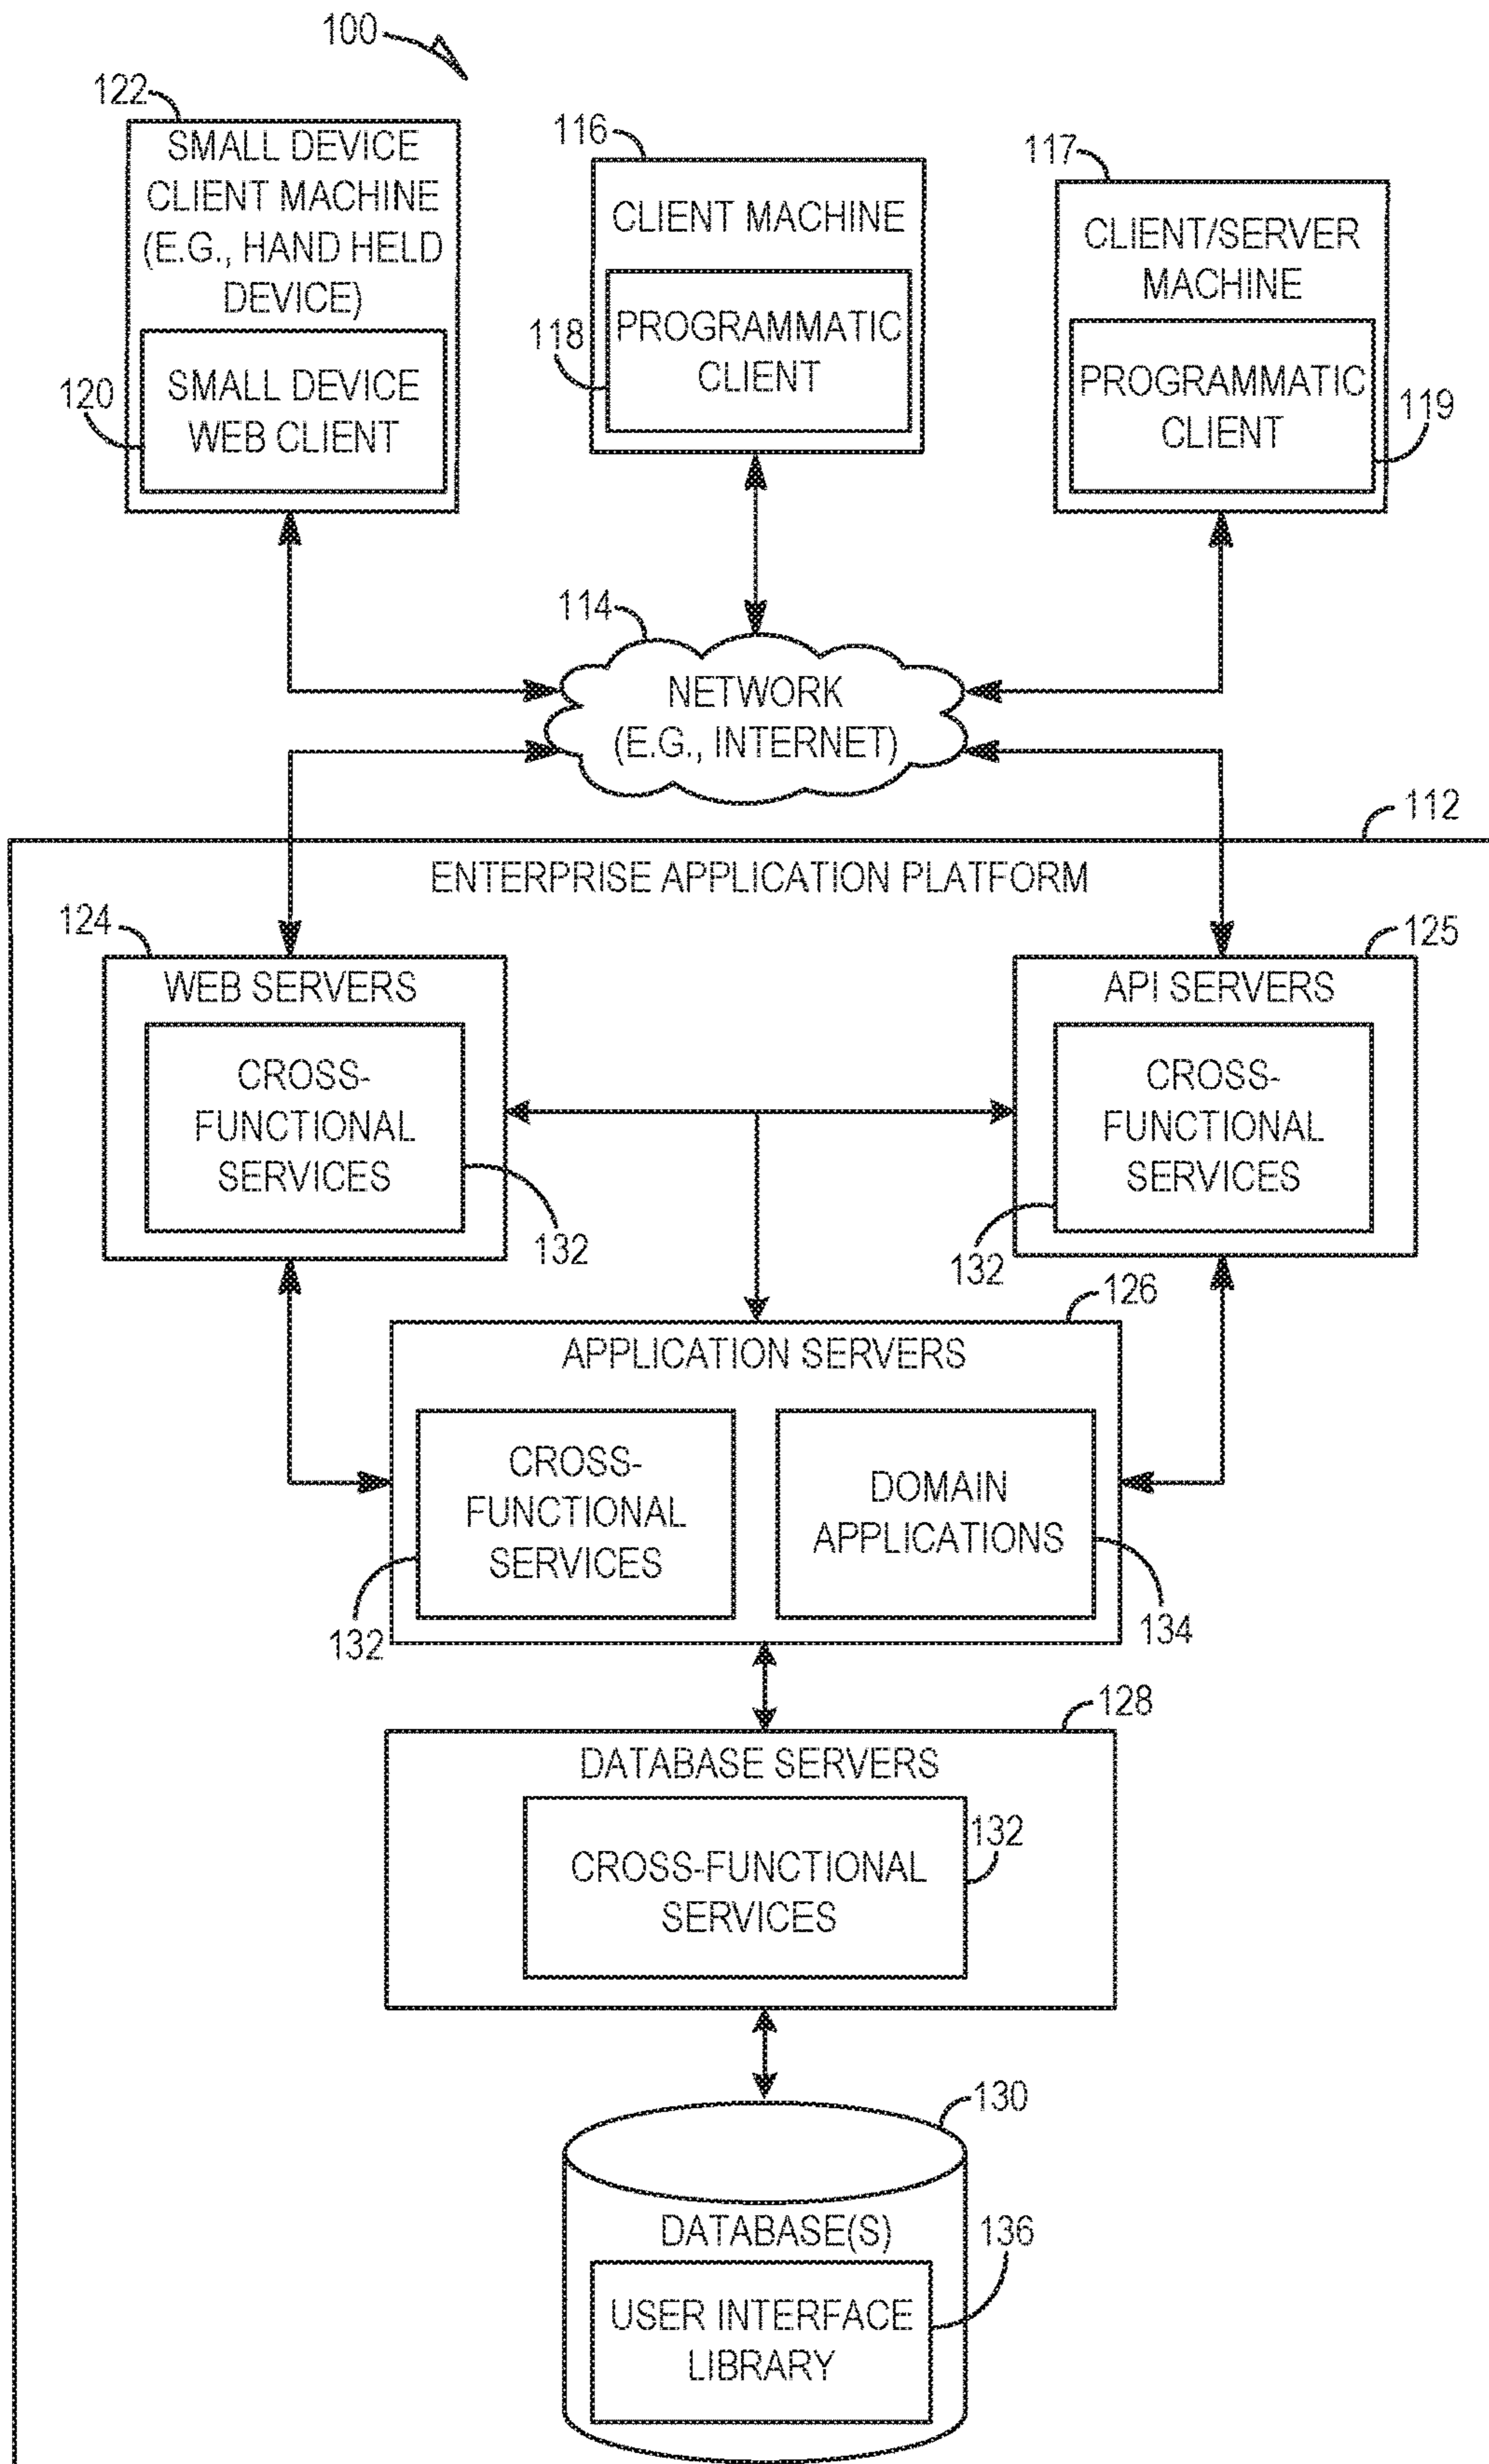 100
122
SMALL DEVICE
CLIENT MACHINE
(E.G., HAND HELD
DEVICE)
120
SMALL DEVICE
WEB CLIENT
116
CLIENT MACHINE
118
PROGRAMMATIC
CLIENT
117
CLIENT/SERVER
MACHINE
PROGRAMMATIC
CLIENT
119
114
NETWORK
(E.G., INTERNET)
112
ENTERPRISE APPLICATION PLATFORM
124
WEB SERVERS
CROSS-
FUNCTIONAL
SERVICES
132
125
API SERVERS
CROSS-
FUNCTIONAL
SERVICES
132
126
APPLICATION SERVERS
CROSS-
FUNCTIONAL
SERVICES
132
DOMAIN
APPLICATIONS
134
128
DATABASE SERVERS
CROSS-FUNCTIONAL
SERVICES
132
130
DATABASE(S)
136
USER INTERFACE
LIBRARY